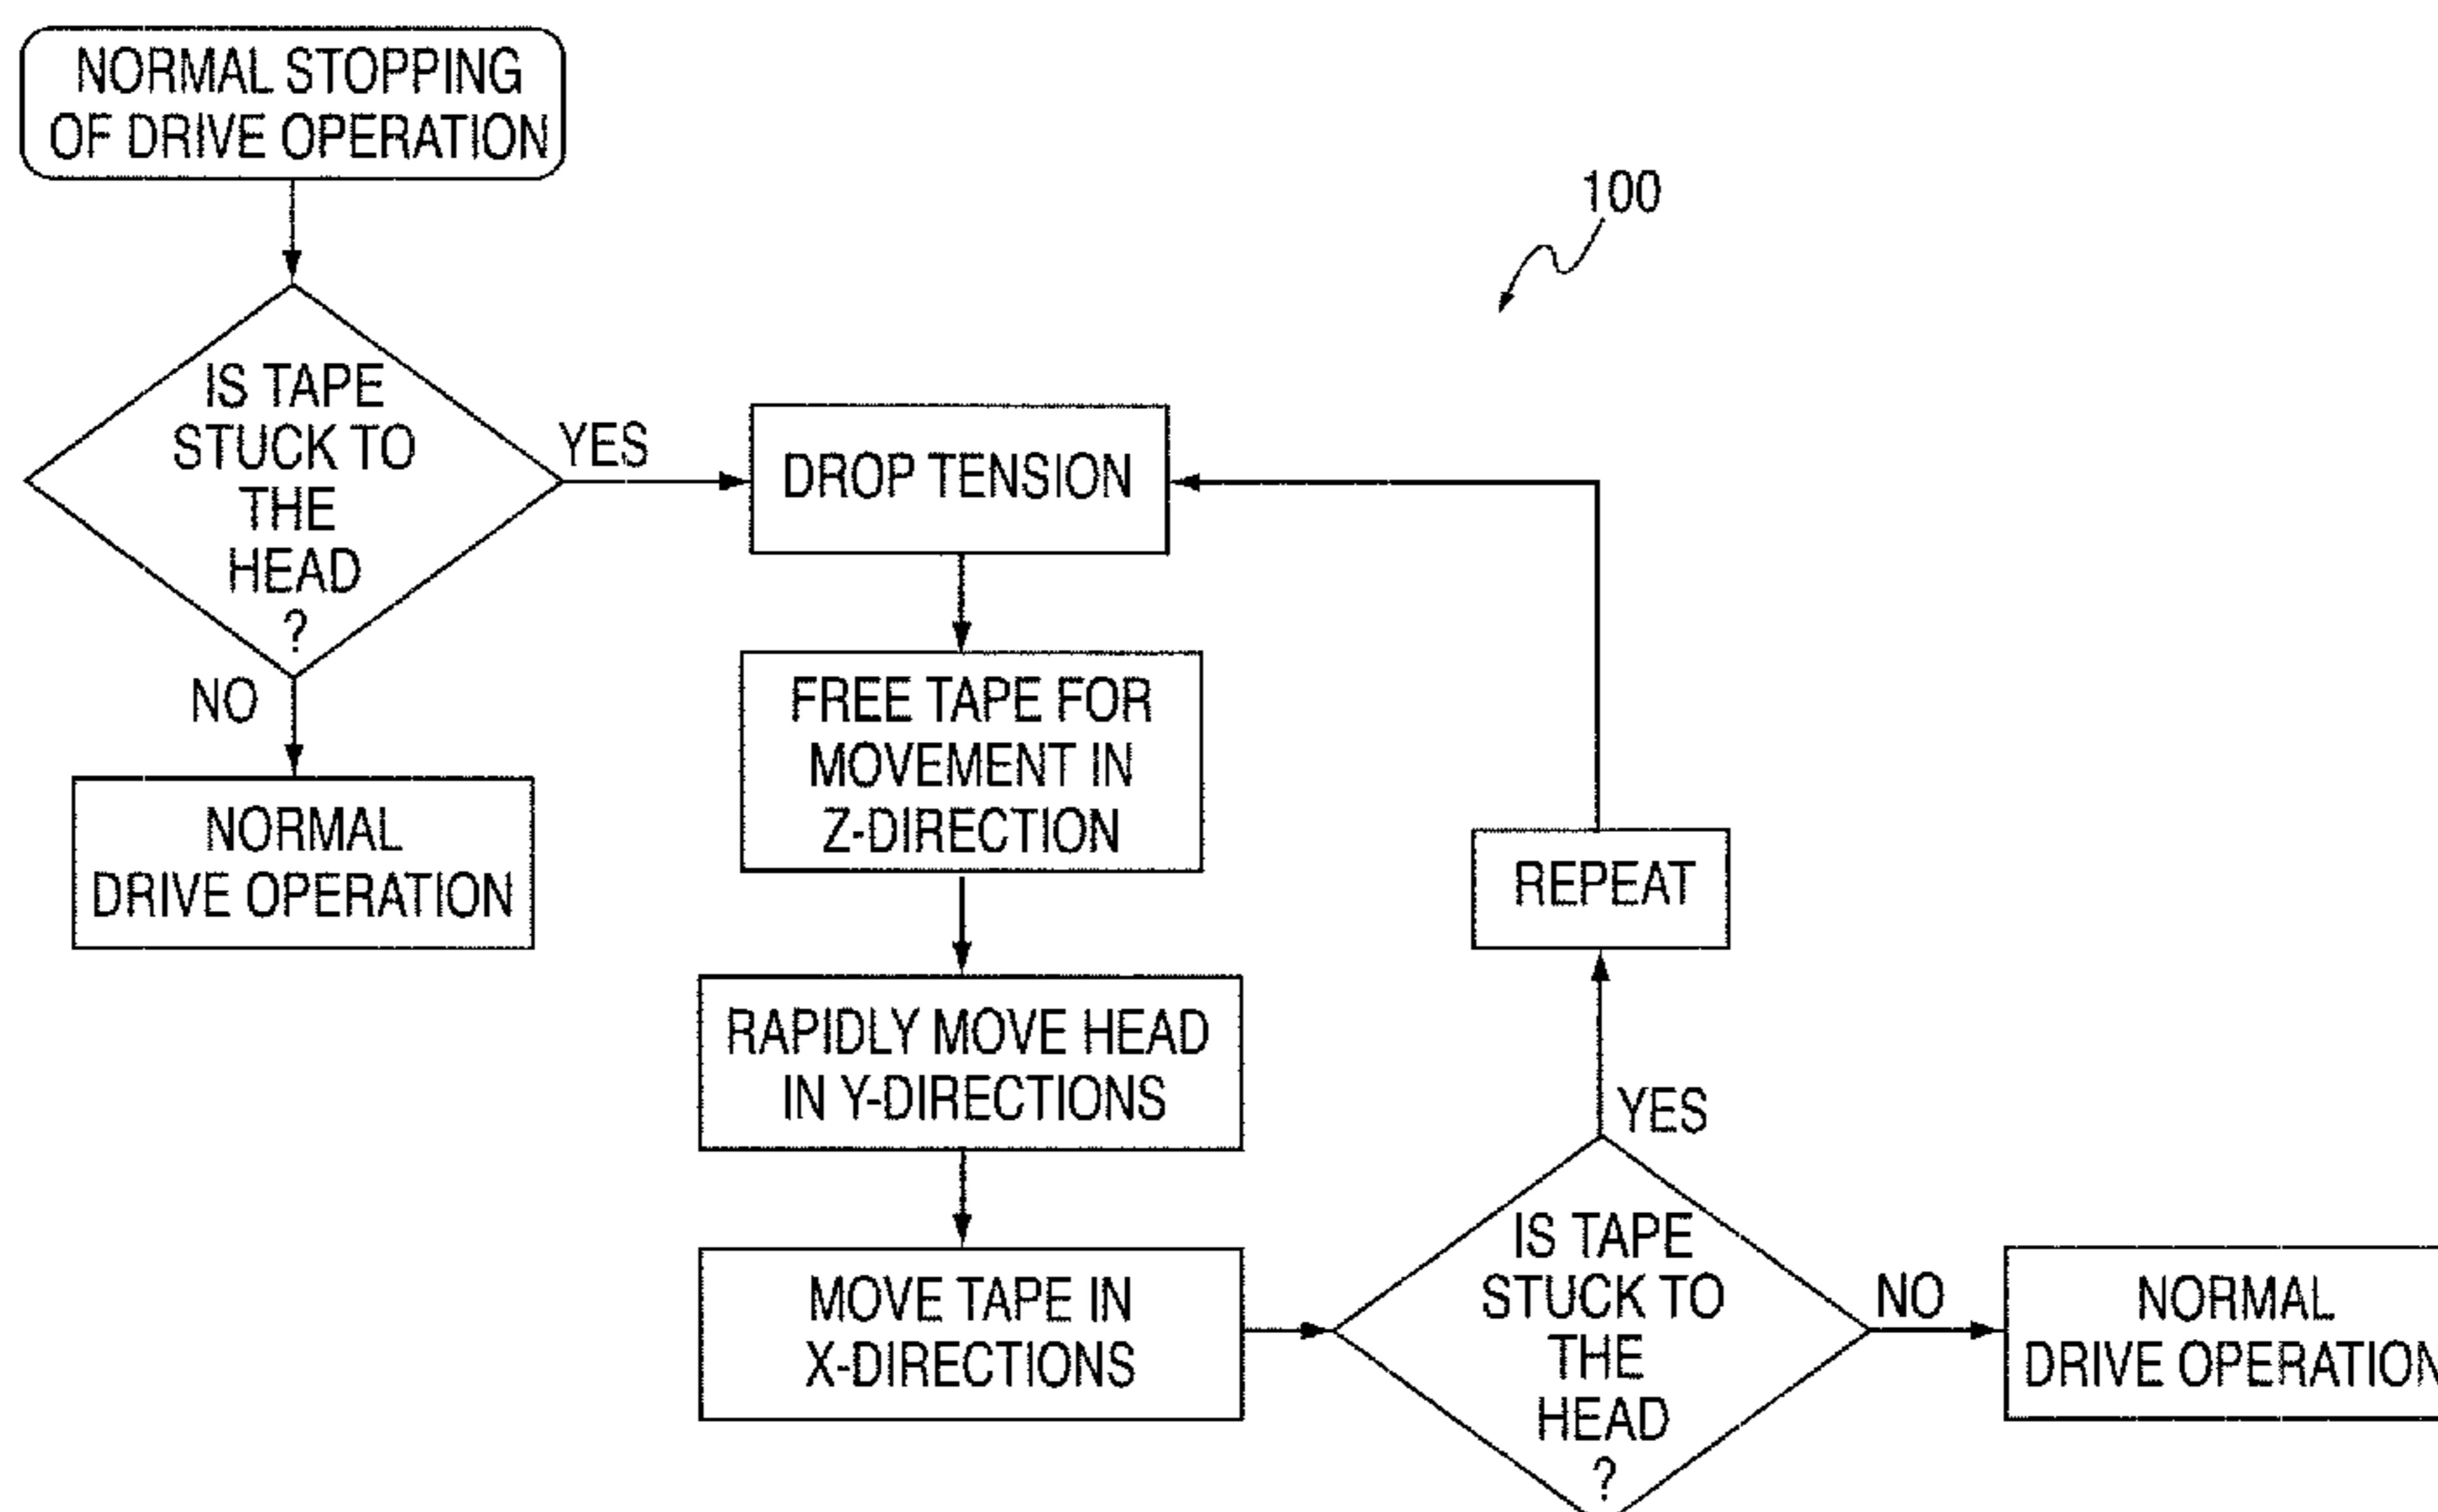 NORMAL STOPPING
OF DRIVE OPERATION
100
IS TAPE
STUCK TO
THE
HEAD
?
YES
NO
NORMAL
DRIVE OPERATION
DROP TENSION
FREE TAPE FOR
MOVEMENT IN
Z-DIRECTION
RAPIDLY MOVE HEAD
IN Y-DIRECTIONS
MOVE TAPE IN
X-DIRECTIONS
IS TAPE
STUCK TO
THE
HEAD
?
YES
REPEAT
NO
NORMAL
DRIVE OPERATION